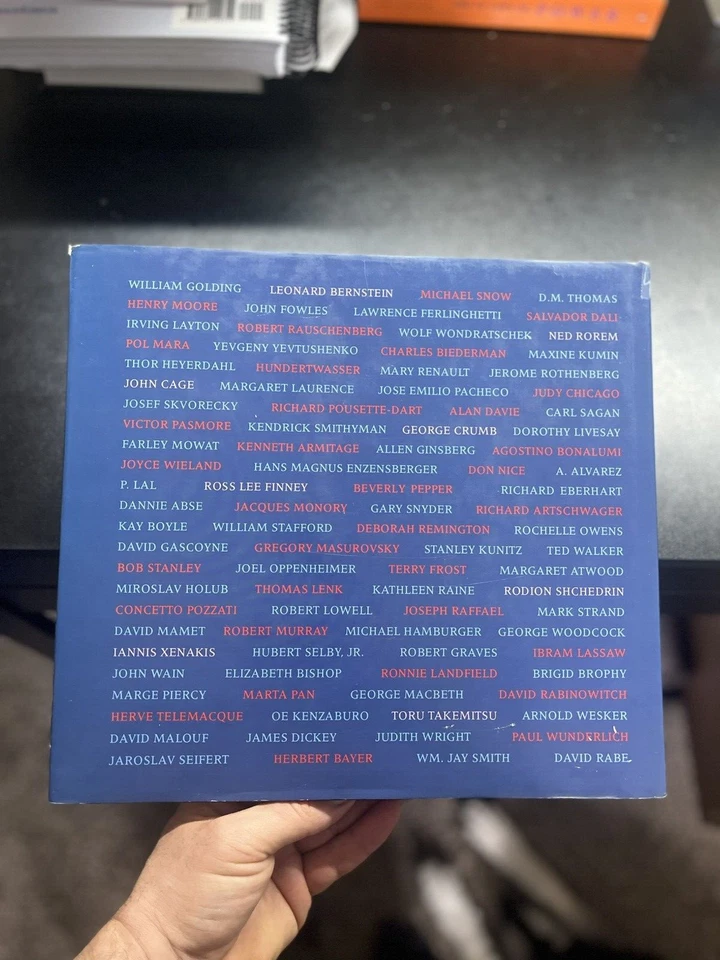 WILLIAM GOLDING LEONARD BERNSTEIN MICHAEL SNOW D.M. THOMAS
HENRY MOORE JOHN FOWLES LAWRENCE FERLINGHETTI SALVADOR DALI
IRVING LAYTON ROBERT RAUSCHENBERG WOLF WONDRATSCHEK NED ROREM
POL MARA YEVGENY YEVTUSHENKO CHARLES BIEDERMAN MAXINE KUMIN
THOR HEYERDAHL HUNDERTWASSER MARY RENAULT JEROME ROTHENBERG
JOHN CAGE MARGARET LAURENCE JOSE EMILIO PACHECO JUDY CHICAGO
JOSEF SKVORECKY RICHARD POUSETTE-DART ALAN DAVIE CARL SAGAN
VICTOR PASMORE KENDRICK SMITHYMAN GEORGE CRUMB DOROTHY LIVESAY
FARLEY MOWAT KENNETH ARMITAGE ALLEN GINSBERG AGOSTINO BONALUMI
JOYCE WIELAND HANS MAGNUS ENZENSBERGER DON NICE A. ALVAREZ
P. LAL ROSS LEE FINNEY BEVERLY PEPPER RICHARD EBERHART
DANNIE ABSE JACQUES MONORY GARY SNYDER RICHARD ARTSCHWAGER
KAY BOYLE WILLIAM STAFFORD DEBORAH REMINGTON ROCHELLE OWENS
DAVID GASCOYNE GREGORY MASUROVSKY STANLEY KUNITZ TED WALKER
BOB STANLEY JOEL OPPENHEIMER TERRY FROST MARGARET ATWOOD
MIROSLAV HOLUB THOMAS LENK KATHLEEN RAINE RODION SHCHEDRIN
CONCETTO POZZATI ROBERT LOWELL JOSEPH RAFFAEL MARK STRAND
DAVID MAMET ROBERT MURRAY MICHAEL HAMBURGER GEORGE WOODCOCK
IANNIS XENAKIS HUBERT SELBY, JR. ROBERT GRAVES IBRAM LASSAW
JOHN WAIN ELIZABETH BISHOP RONNIE LANDFIELD BRIGID BROPHY
MARGE PIERCY MARTA PAN GEORGE MACBETH DAVID RABINOWITCH
HERVE TELEMACQUE OE KENZABURO TORU TAKEMITSU ARNOLD WESKER
DAVID MALOUF JAMES DICKEY JUDITH WRIGHT PAUL WUNDERLICH
JAROSLAV SEIFERT HERBERT BAYER WM. JAY SMITH DAVID RABE